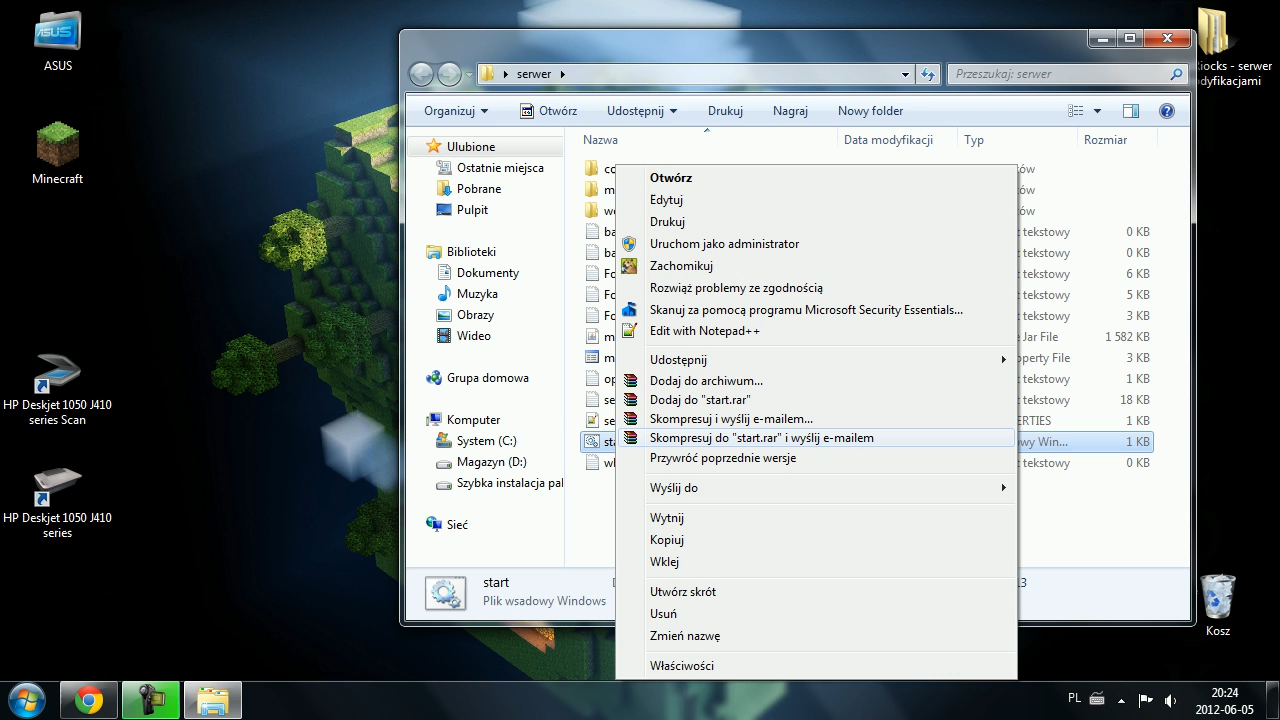 ASUS
Minecraft
HP Deskjet 1050 J410
series Scan
HP Deskjet 1050 J410
series
serwer
Przeszukaj: serwer
Organizuj
Otwórz
Udostępnij
Drukuj
Nagraj
Nowy folder
Nazwa
Data modyfikacji
Typ
Rozmiar
Ulubione
Ostatnie miejsca
Pobrane
Pulpit
Biblioteki
Dokumenty
Muzyka
Obrazy
Wideo
Grupa domowa
Komputer
System (C:)
Magazyn (D:)
Szybka instalacja pal
Sieć
tekstowy 0 KB
tekstowy 0 KB
tekstowy 6 KB
tekstowy 5 KB
tekstowy 3 KB
Jar File 1 582 KB
operty File 3 KB
tekstowy 1 KB
tekstowy 18 KB
ERTIES 1 KB
owy Win... 1 KB
tekstowy 0 KB
Otwórz
Edytuj
Drukuj
Uruchom jako administrator
Zachomikuj
Rozwiąż problemy ze zgodnością
Skanuj za pomocą programu Microsoft Security Essentials...
Edit with Notepad++
Udostępnij
Dodaj do archiwum...
Dodaj do "start.rar"
Skompresuj i wyślij e-mailem...
Skompresuj do "start.rar" i wyślij e-mailem
Przywróć poprzednie wersje
Wyślij do
Wytnij
Kopiuj
Wklej
Utwórz skrót
Usuń
Zmień nazwę
Właściwości
start
Plik wsadowy Windows
- serwer
dyfikacjami
Kosz
PL
20:24
2012-06-05